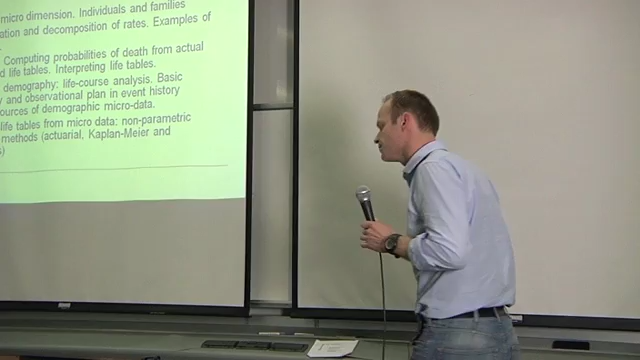 micro dimension. Individuals and families
ation and decomposition of rates. Examples of
Computing probabilities of death from actual
d life tables. Interpreting life tables.
demography: life-course analysis. Basic
y and observational plan in event history
ources of demographic micro-data.
life tables from micro data: non-parametric
methods (actuarial, Kaplan-Meier and
s)